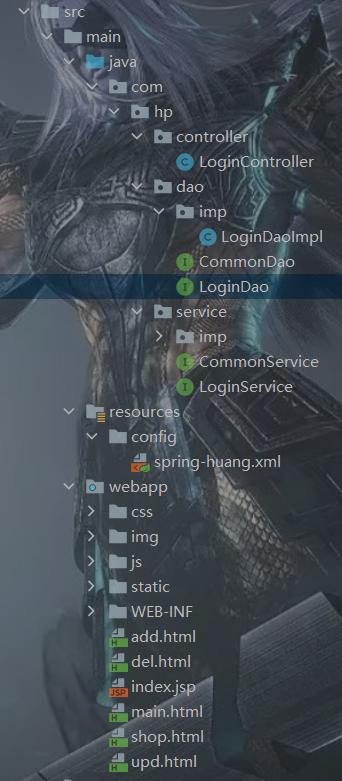 src
main
java
com
hp
controller
LoginController
dao
imp
LoginDaoImpl
CommonDao
LoginDao
service
imp
CommonService
LoginService
resources
config
spring-huang.xml
webapp
css
img
js
static
WEB-INF
add.html
del.html
index.jsp
main.html
shop.html
upd.html